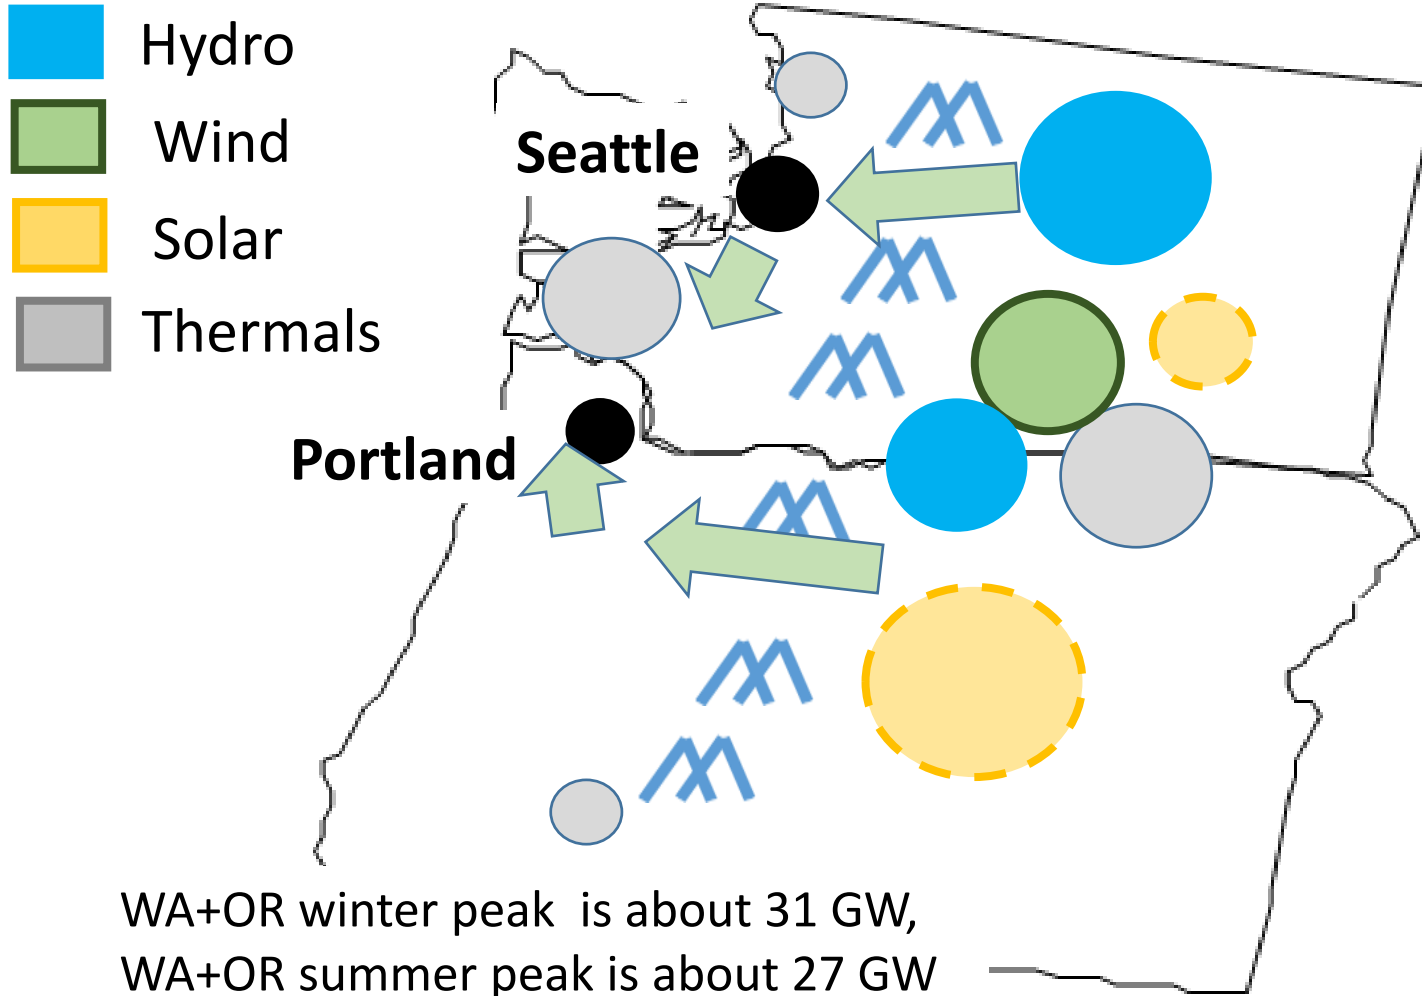 Hydro
Wind
Solar
Thermals
Seattle
Portland
WA+OR winter peak  is about 31 GW,
WA+OR summer peak is about 27 GW